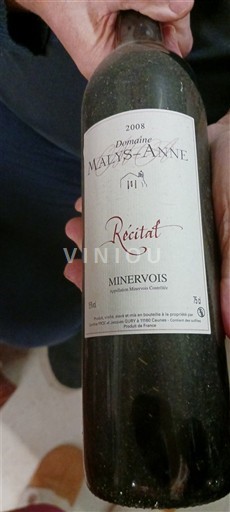 2008
Domaine
MALYS-ANNE
Récital
VINIOU
MINERVOIS
Appellation Minervois Contrôlée
75 cl
Produit de France